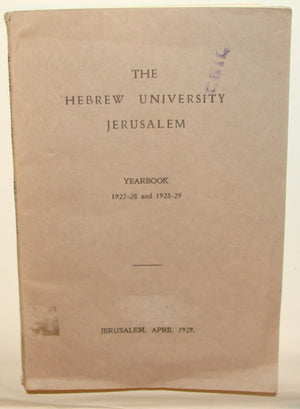 THE
HEBREW UNIVERSITY
JERUSALEM
YEARBOOK
1927-28 and 1928-29
JERUSALEM, APRIL 1929.